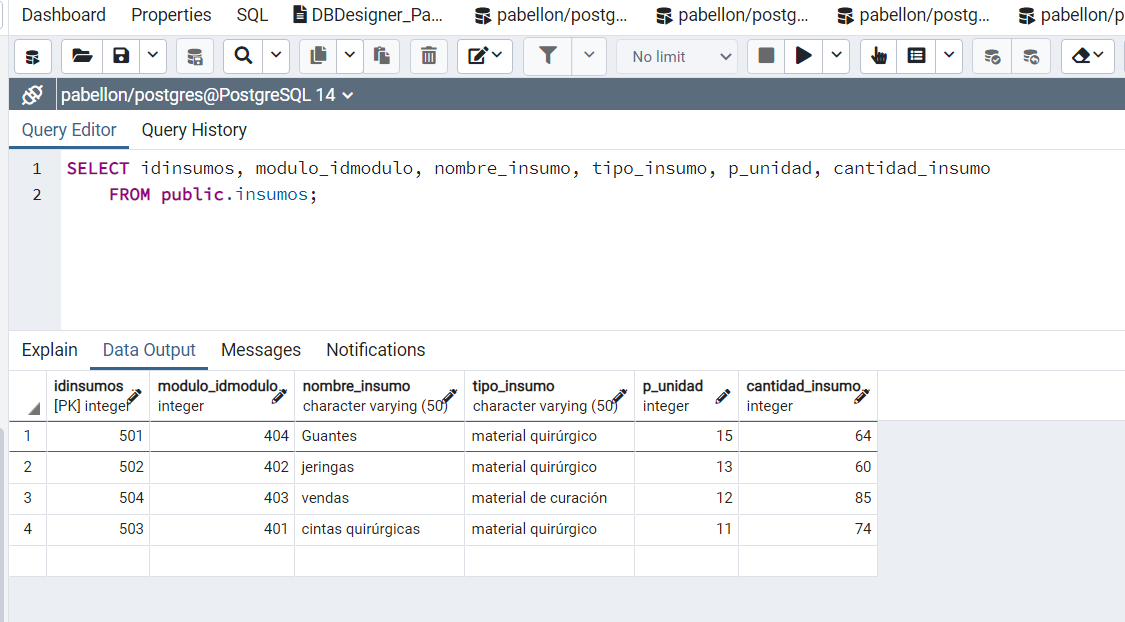 Dashboard Properties SQL DBDesigner_Pa... pabellon/postg... pabellon/postg... pabellon/postg... pabellon/p
No limit
pabellon/postgres@PostgreSQL 14
Query Editor Query History
1 SELECT idinsumos, modulo_idmodulo, nombre_insumo, tipo_insumo, p_unidad, cantidad_insumo
2 FROM public.insumos;
Explain Data Output Messages Notifications
idinsumos modulo_idmodulo nombre_insumo tipo_insumo p_unidad cantidad_insumo
[PK] integer integer character varying (50) character varying (50) integer integer
1 501 404 Guantes material quirúrgico 15 64
2 502 402 jeringas material quirúrgico 13 60
3 504 403 vendas material de curación 12 85
4 503 401 cintas quirúrgicas material quirúrgico 11 74